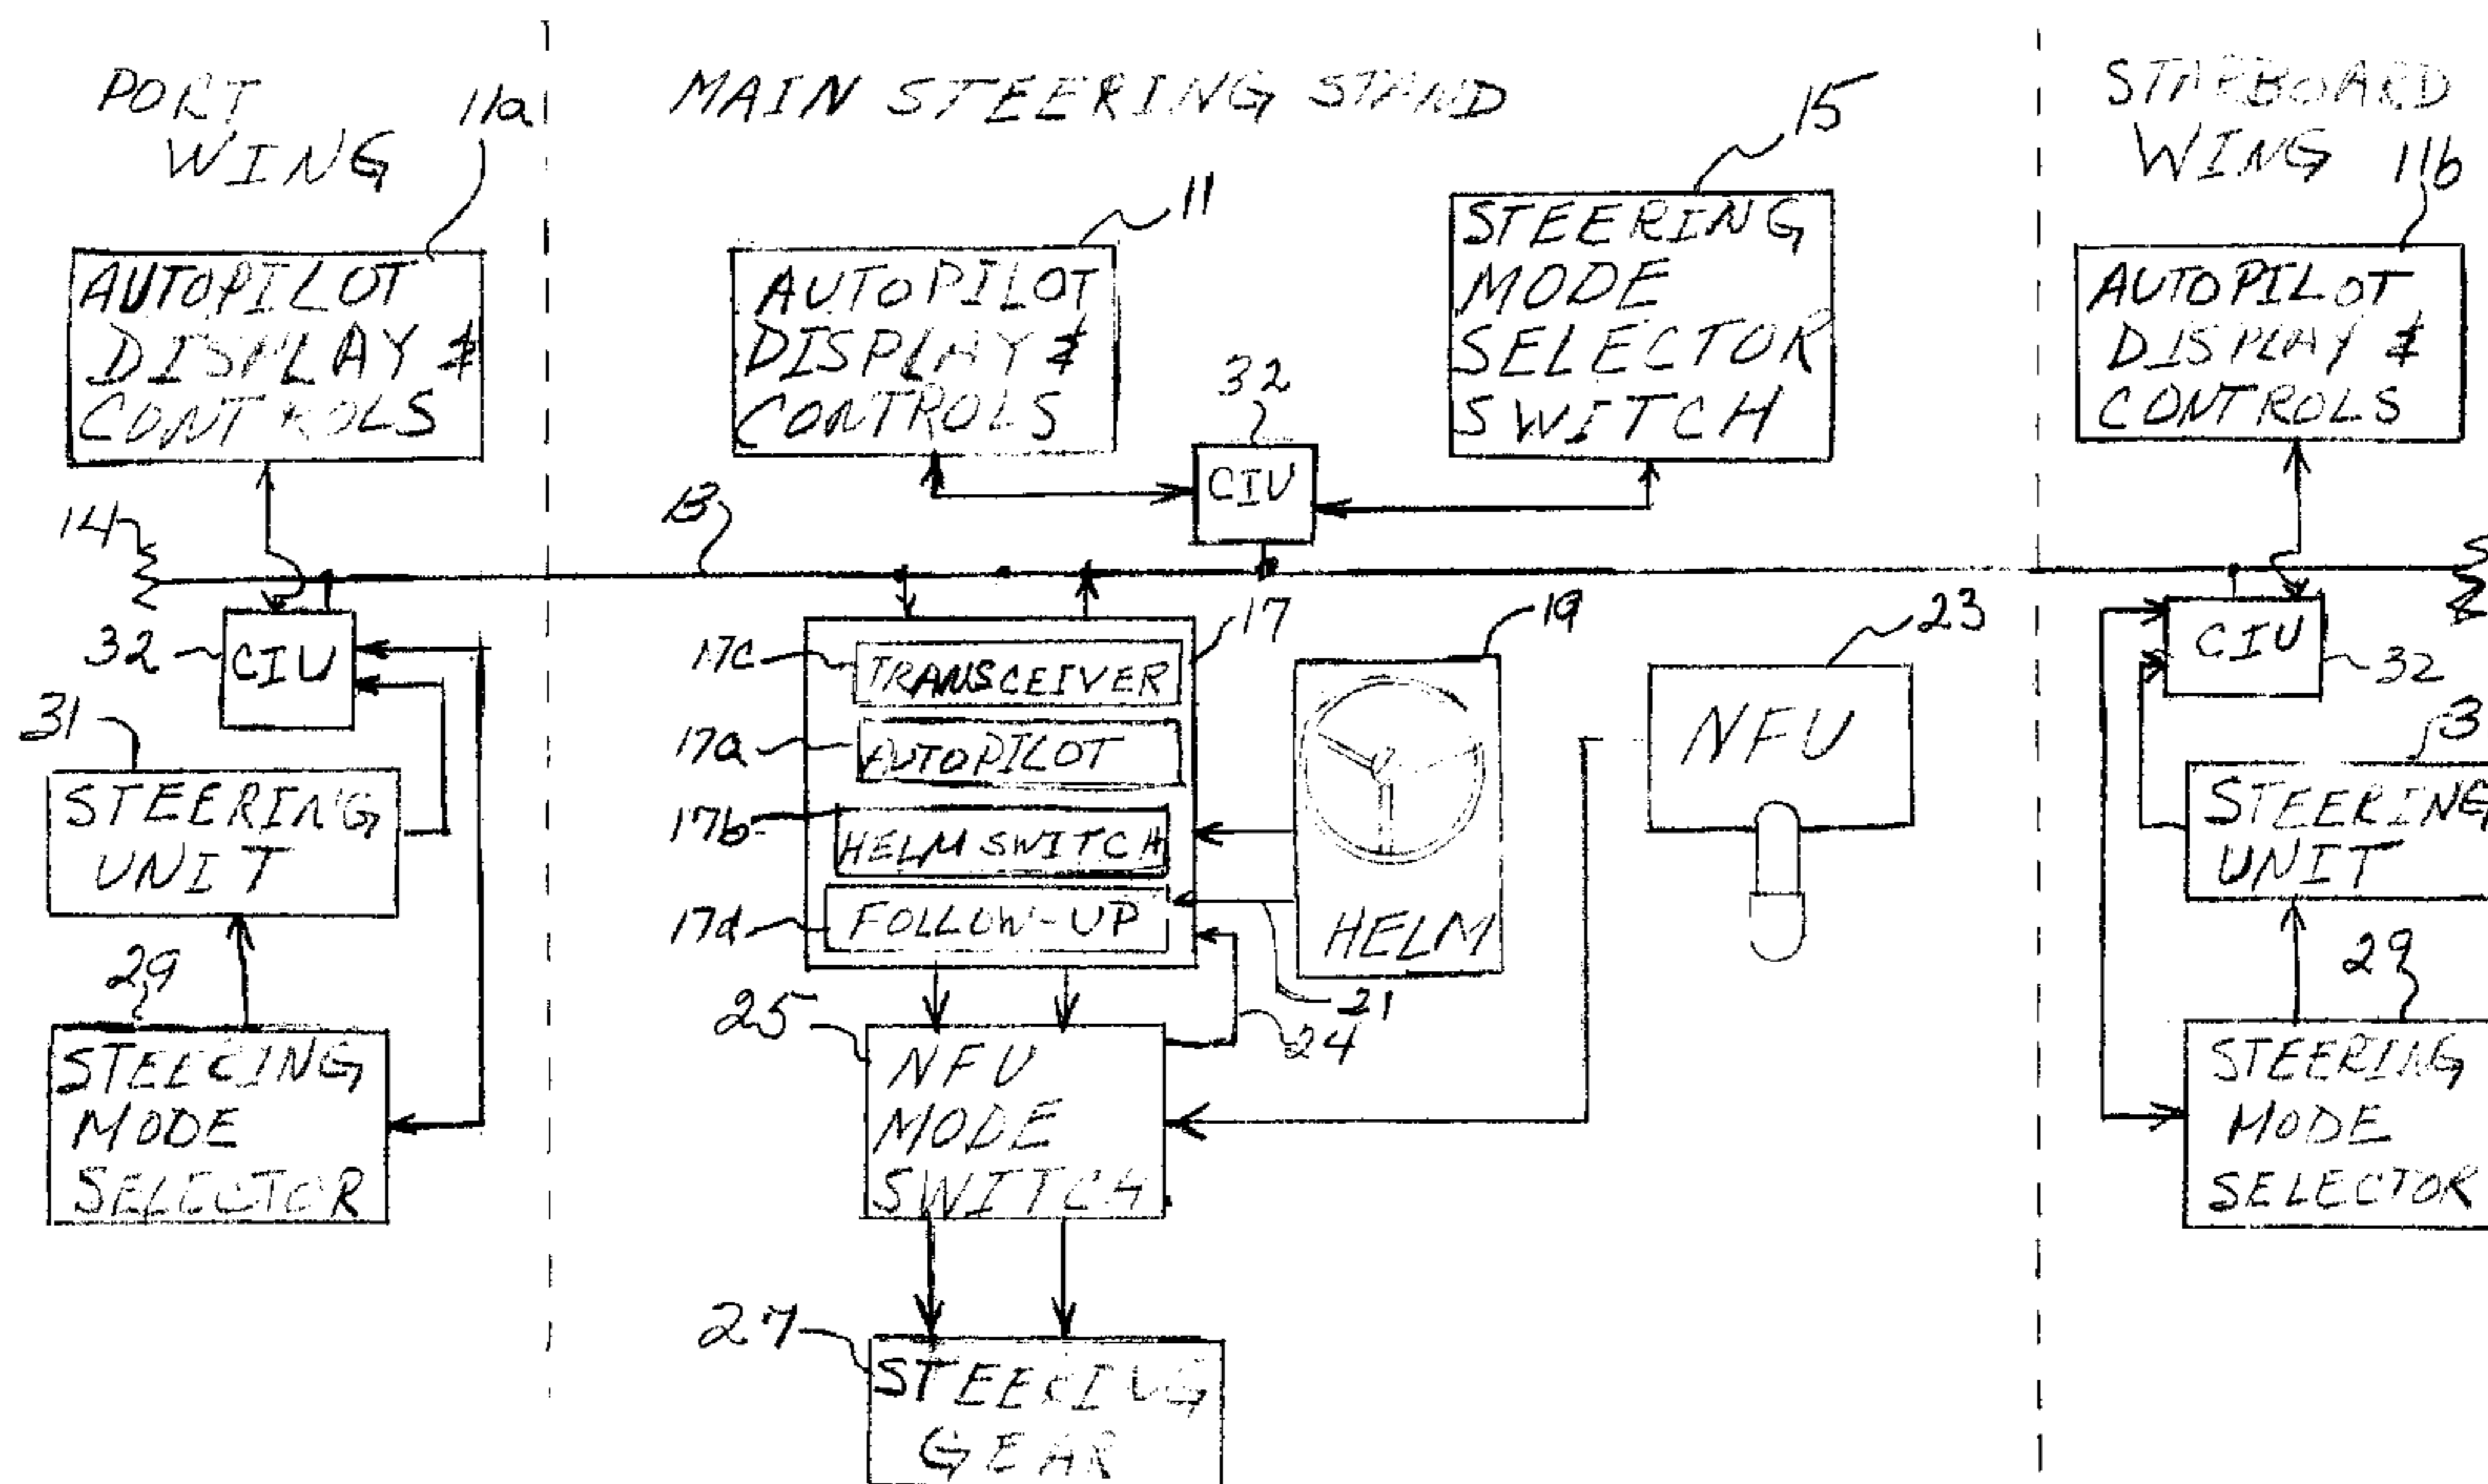 PORT
WING
11a
MAIN STEERING STAND
15
STARBOARD
WING
11b
AUTOPILOT
DISPLAY &
CONTROLS
11
AUTOPILOT
DISPLAY &
CONTROLS
STEERING
MODE
SELECTOR
SWITCH
AUTOPILOT
DISPLAY &
CONTROLS
32
CIU
14
13
32
CIU
17
19
23
CIU
32
17c
TRANSCEIVER
17a
AUTOPILOT
17b
HELM SWITCH
17d
FOLLOW-UP
HELM
NFU
31
STEERING
UNIT
3
STEERING
UNIT
29
STEERING
MODE
SELECTOR
25
NFU
MODE
SWITCH
21
24
29
STEERING
MODE
SELECTOR
27
STEERING
GEAR